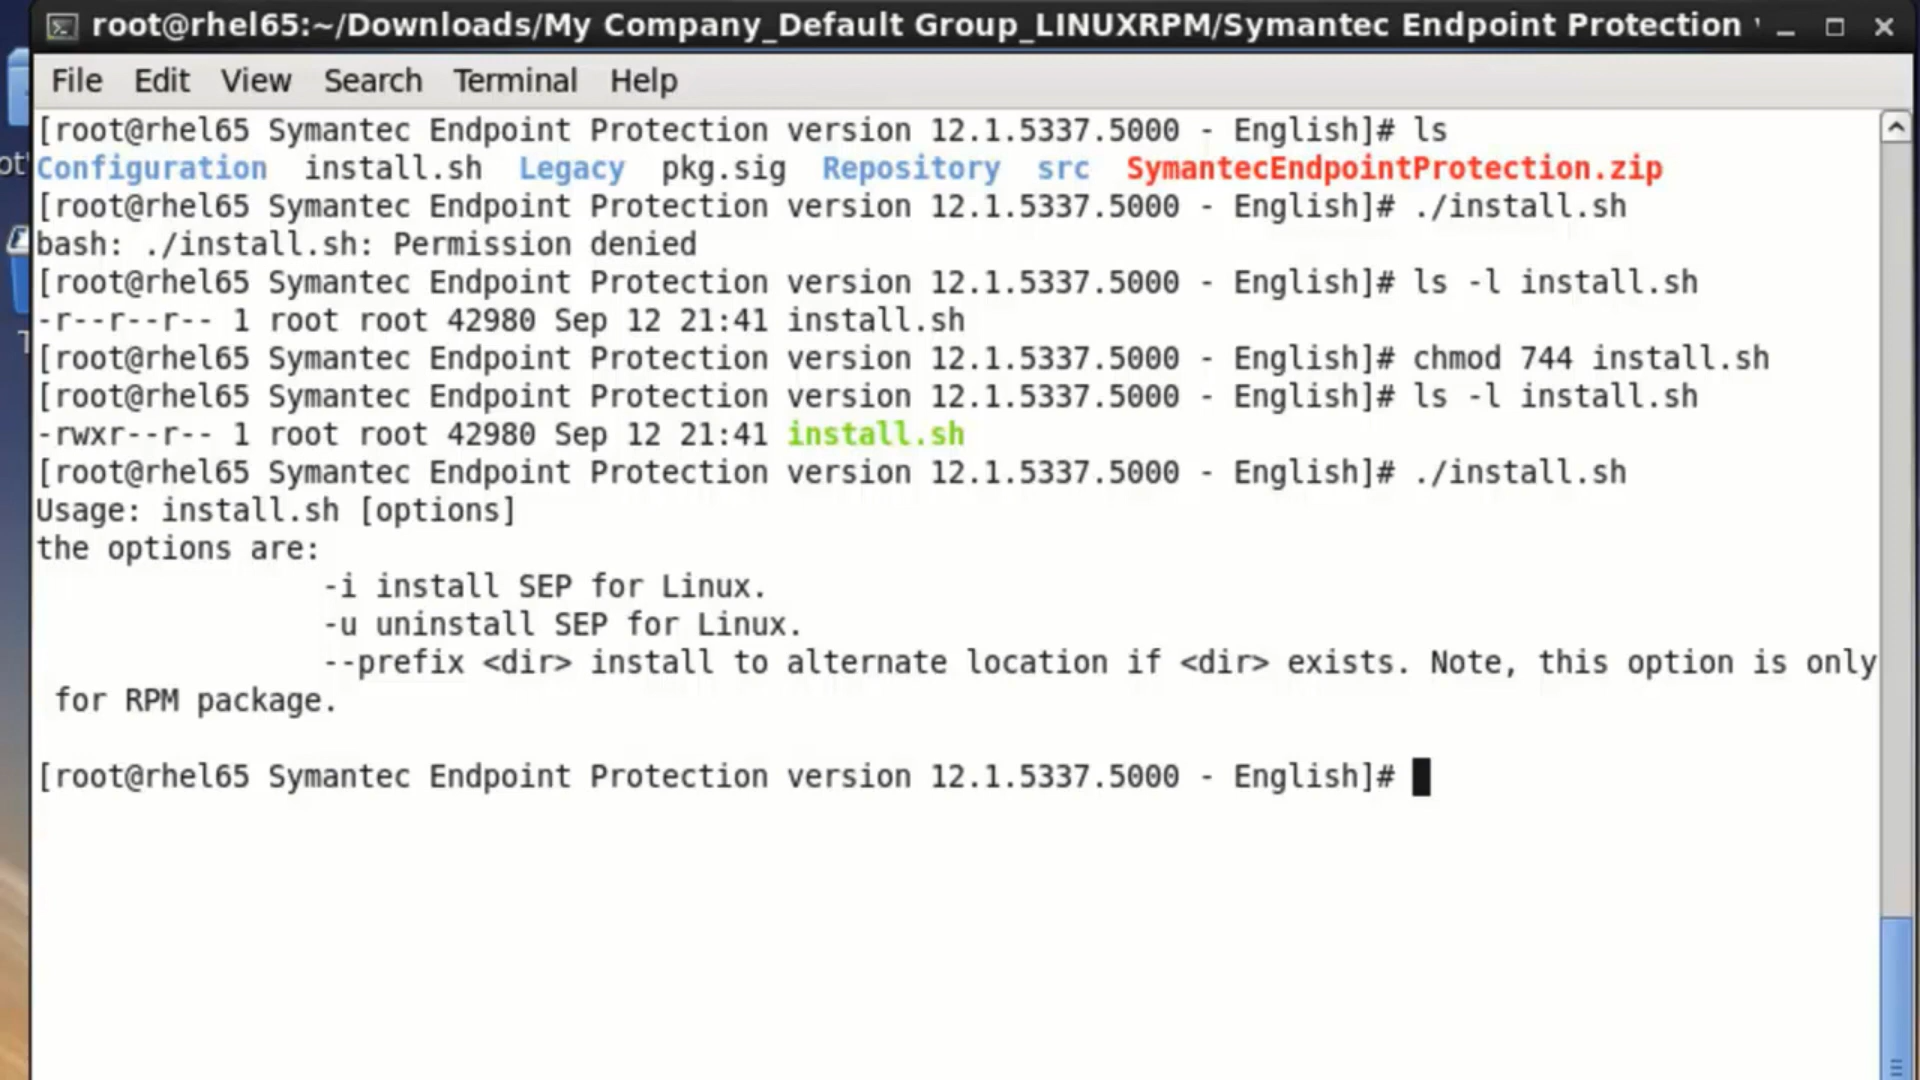 root@rhel65:~/Downloads/My Company_Default Group_LINUXRPM/Symantec Endpoint Protection
File Edit View Search Terminal Help
[root@rhel65 Symantec Endpoint Protection version 12.1.5337.5000 - English]# ls
Configuration install.sh Legacy pkg.sig Repository src SymantecEndpointProtection.zip
[root@rhel65 Symantec Endpoint Protection version 12.1.5337.5000 - English]# ./install.sh
bash: ./install.sh: Permission denied
[root@rhel65 Symantec Endpoint Protection version 12.1.5337.5000 - English]# ls -l install.sh
-r--r--r-- 1 root root 42980 Sep 12 21:41 install.sh
[root@rhel65 Symantec Endpoint Protection version 12.1.5337.5000 - English]# chmod 744 install.sh
[root@rhel65 Symantec Endpoint Protection version 12.1.5337.5000 - English]# ls -l install.sh
-rwxr--r-- 1 root root 42980 Sep 12 21:41 install.sh
[root@rhel65 Symantec Endpoint Protection version 12.1.5337.5000 - English]# ./install.sh
Usage: install.sh [options]
the options are:
-i install SEP for Linux.
-u uninstall SEP for Linux.
--prefix <dir> install to alternate location if <dir> exists. Note, this option is only
for RPM package.
[root@rhel65 Symantec Endpoint Protection version 12.1.5337.5000 - English]#